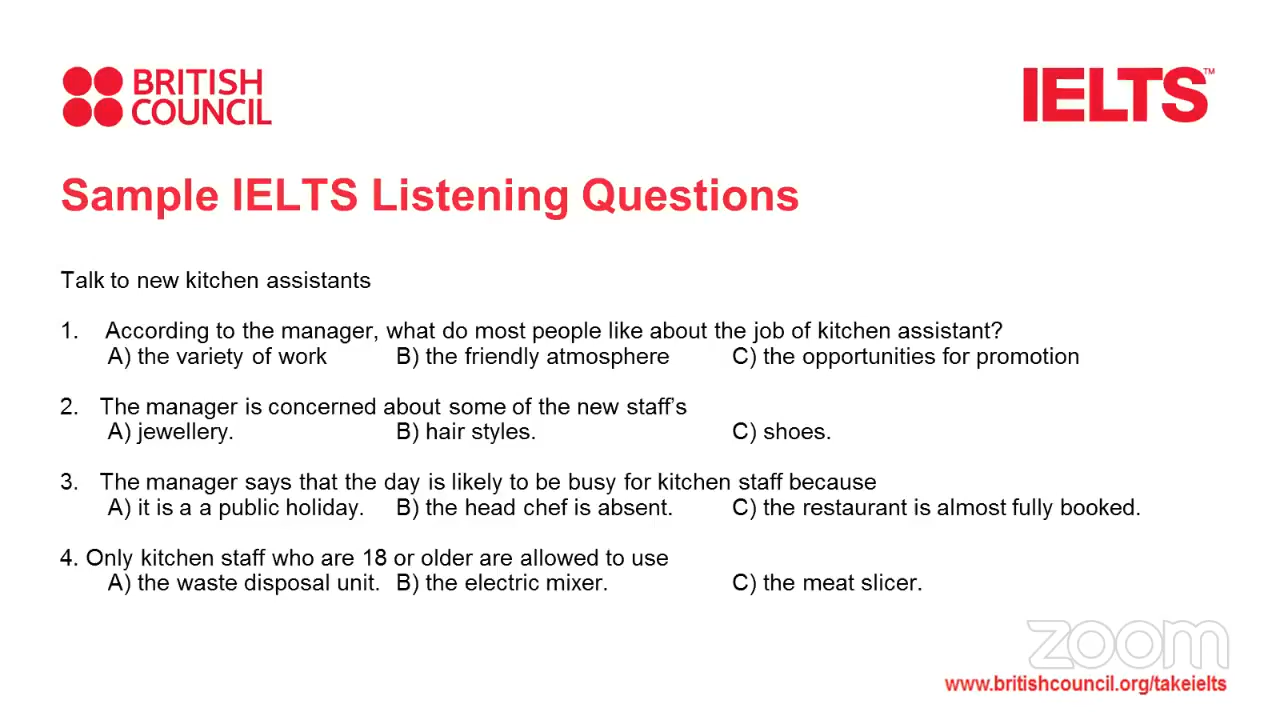 BRITISH
COUNCIL
IELTS™
Sample IELTS Listening Questions
Talk to new kitchen assistants
1. According to the manager, what do most people like about the job of kitchen assistant?
A) the variety of work B) the friendly atmosphere C) the opportunities for promotion
2. The manager is concerned about some of the new staff's
A) jewellery. B) hair styles. C) shoes.
3. The manager says that the day is likely to be busy for kitchen staff because
A) it is a a public holiday. B) the head chef is absent. C) the restaurant is almost fully booked.
4. Only kitchen staff who are 18 or older are allowed to use
A) the waste disposal unit. B) the electric mixer. C) the meat slicer.
zoom
www.britishcouncil.org/takeielts